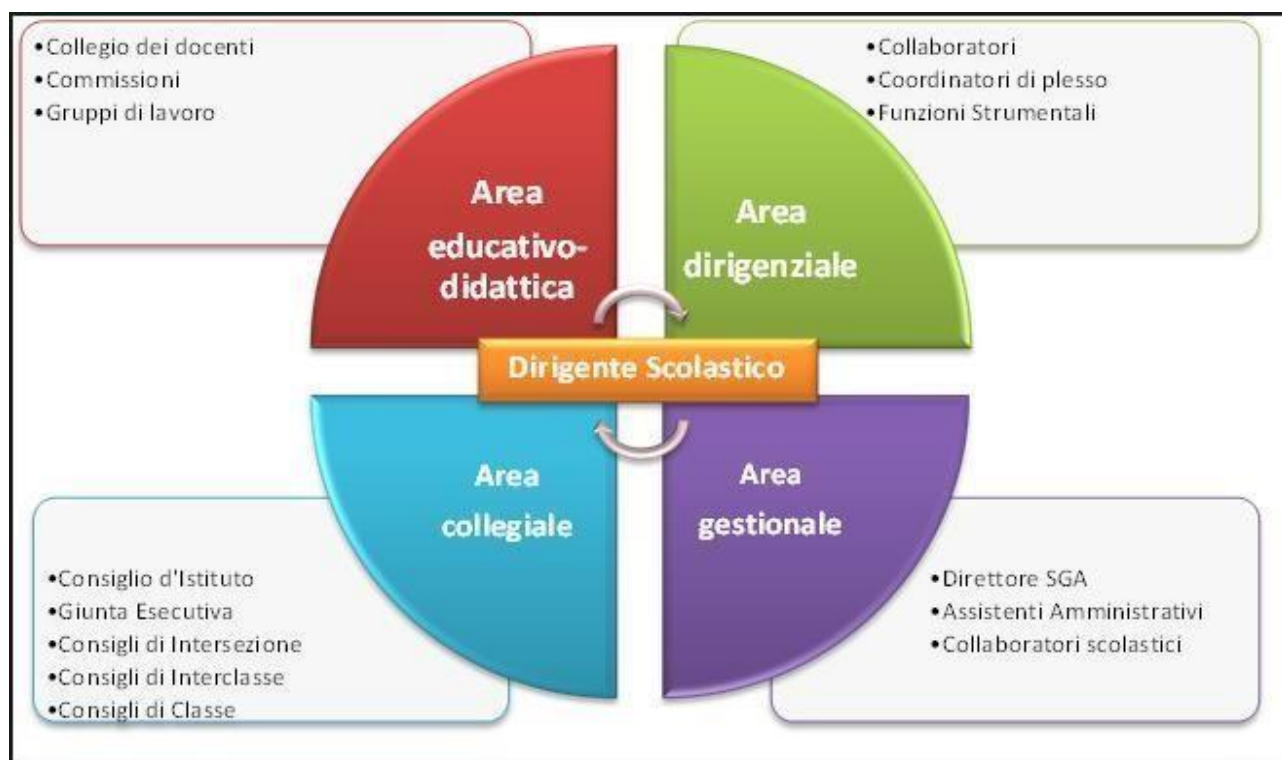 •Collegio dei docenti
•Commissioni
•Gruppi di lavoro
•Collaboratori
•Coordinatori di plesso
•Funzioni Strumentali
Area
educativo-
didattica
Area
dirigenziale
Dirigente Scolastico
Area
collegiale
Area
gestionale
•Consiglio d'Istituto
•Giunta Esecutiva
•Consigli di Intersezione
•Consigli di Interclasse
•Consigli di Classe
•Direttore SGA
•Assistenti Amministrativi
•Collaboratori scolastici